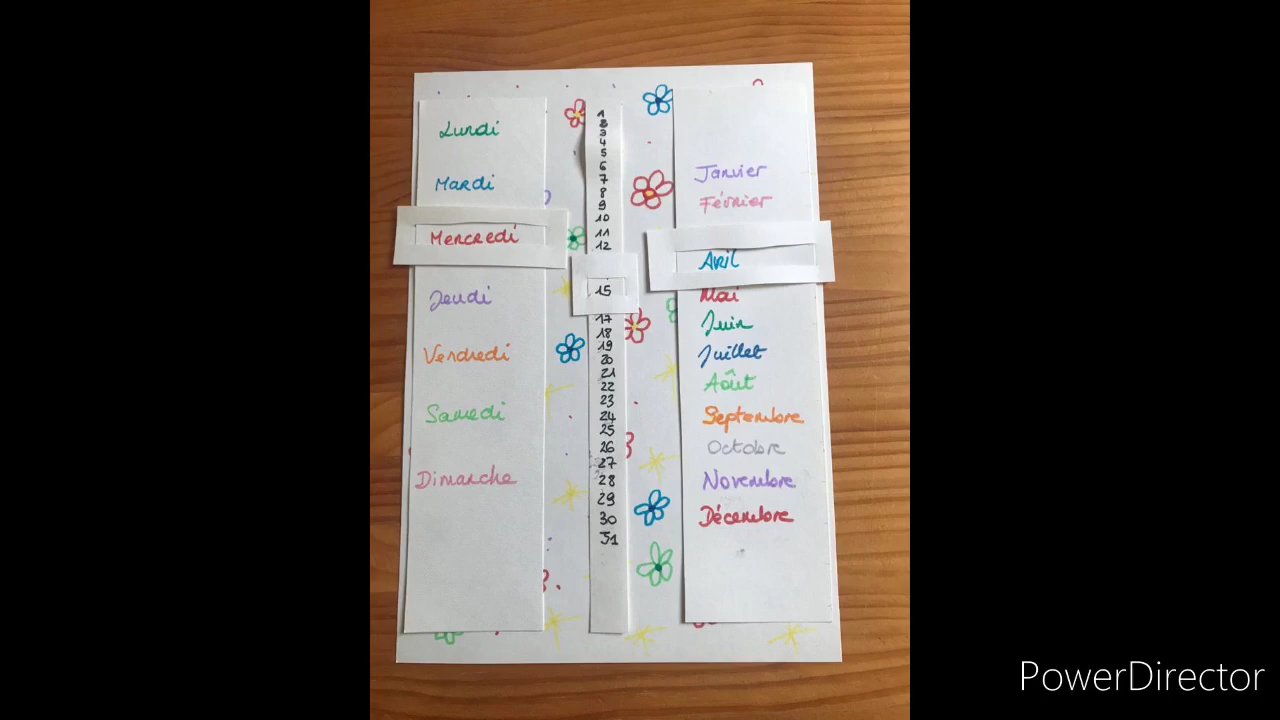 Lundi
Mardi
Mercredi
Jeudi
Vendredi
Samedi
Dimanche
1
2
3
4
5
6
7
8
9
10
11
12
15
17
18
19
20
21
22
23
24
25
26
27
28
29
30
31
Janvier
Février
Avril
Mai
Juin
Juillet
Août
Septembre
Octobre
Novembre
Décembre
PowerDirector